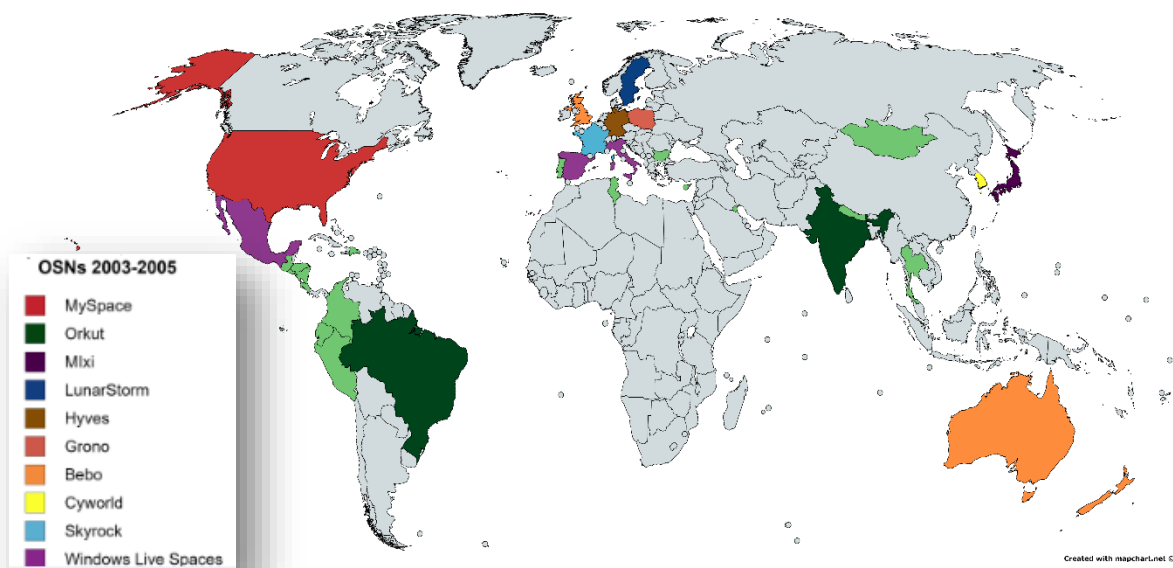 OSNs 2003-2005
MySpace
Orkut
MIxi
LunarStorm
Hyves
Grono
Bebo
Cyworld
Skyrock
Windows Live Spaces
Created with mapchart.net ©